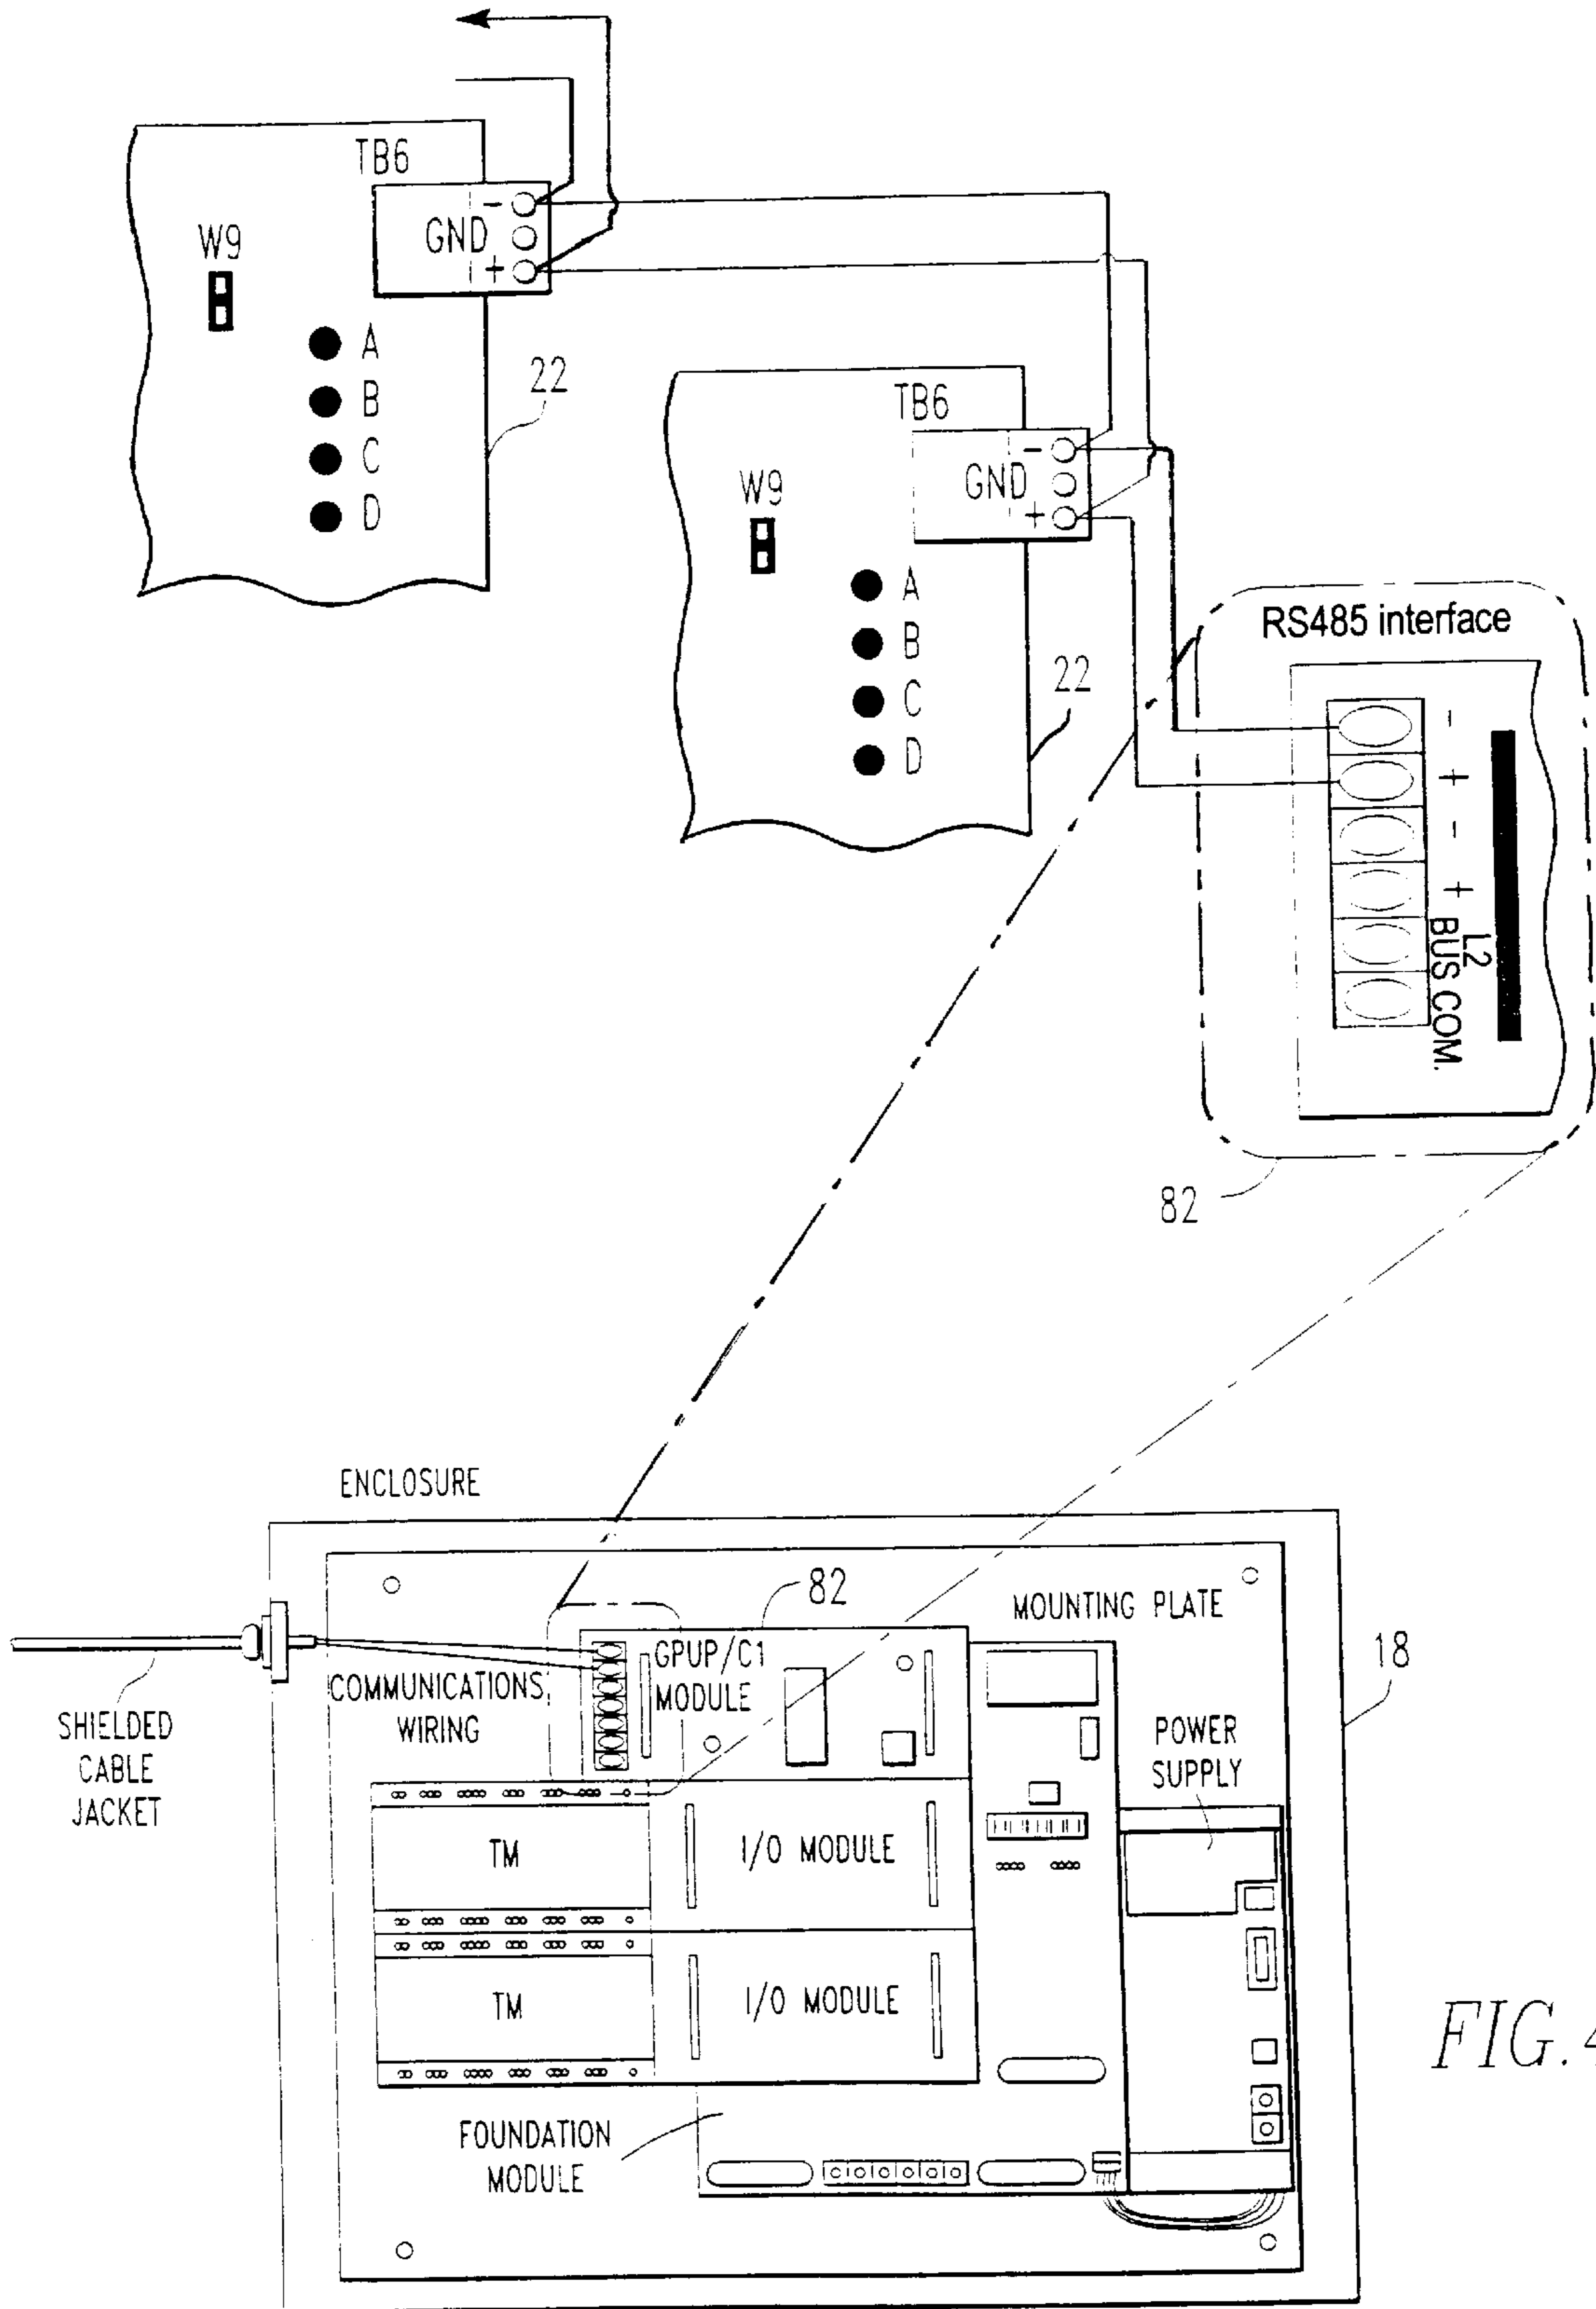 TB6
-
GND
+
W9
A
B
C
D
22
TB6
-
GND
+
W9
A
B
C
D
22
RS485 interface
-
+
-
+
L2
BUS COM.
82
ENCLOSURE
82
MOUNTING PLATE
GPUP/C1
MODULE
COMMUNICATIONS
WIRING
SHIELDED
CABLE
JACKET
18
POWER
SUPPLY
TM
I/O MODULE
TM
I/O MODULE
FOUNDATION
MODULE
FIG. 4